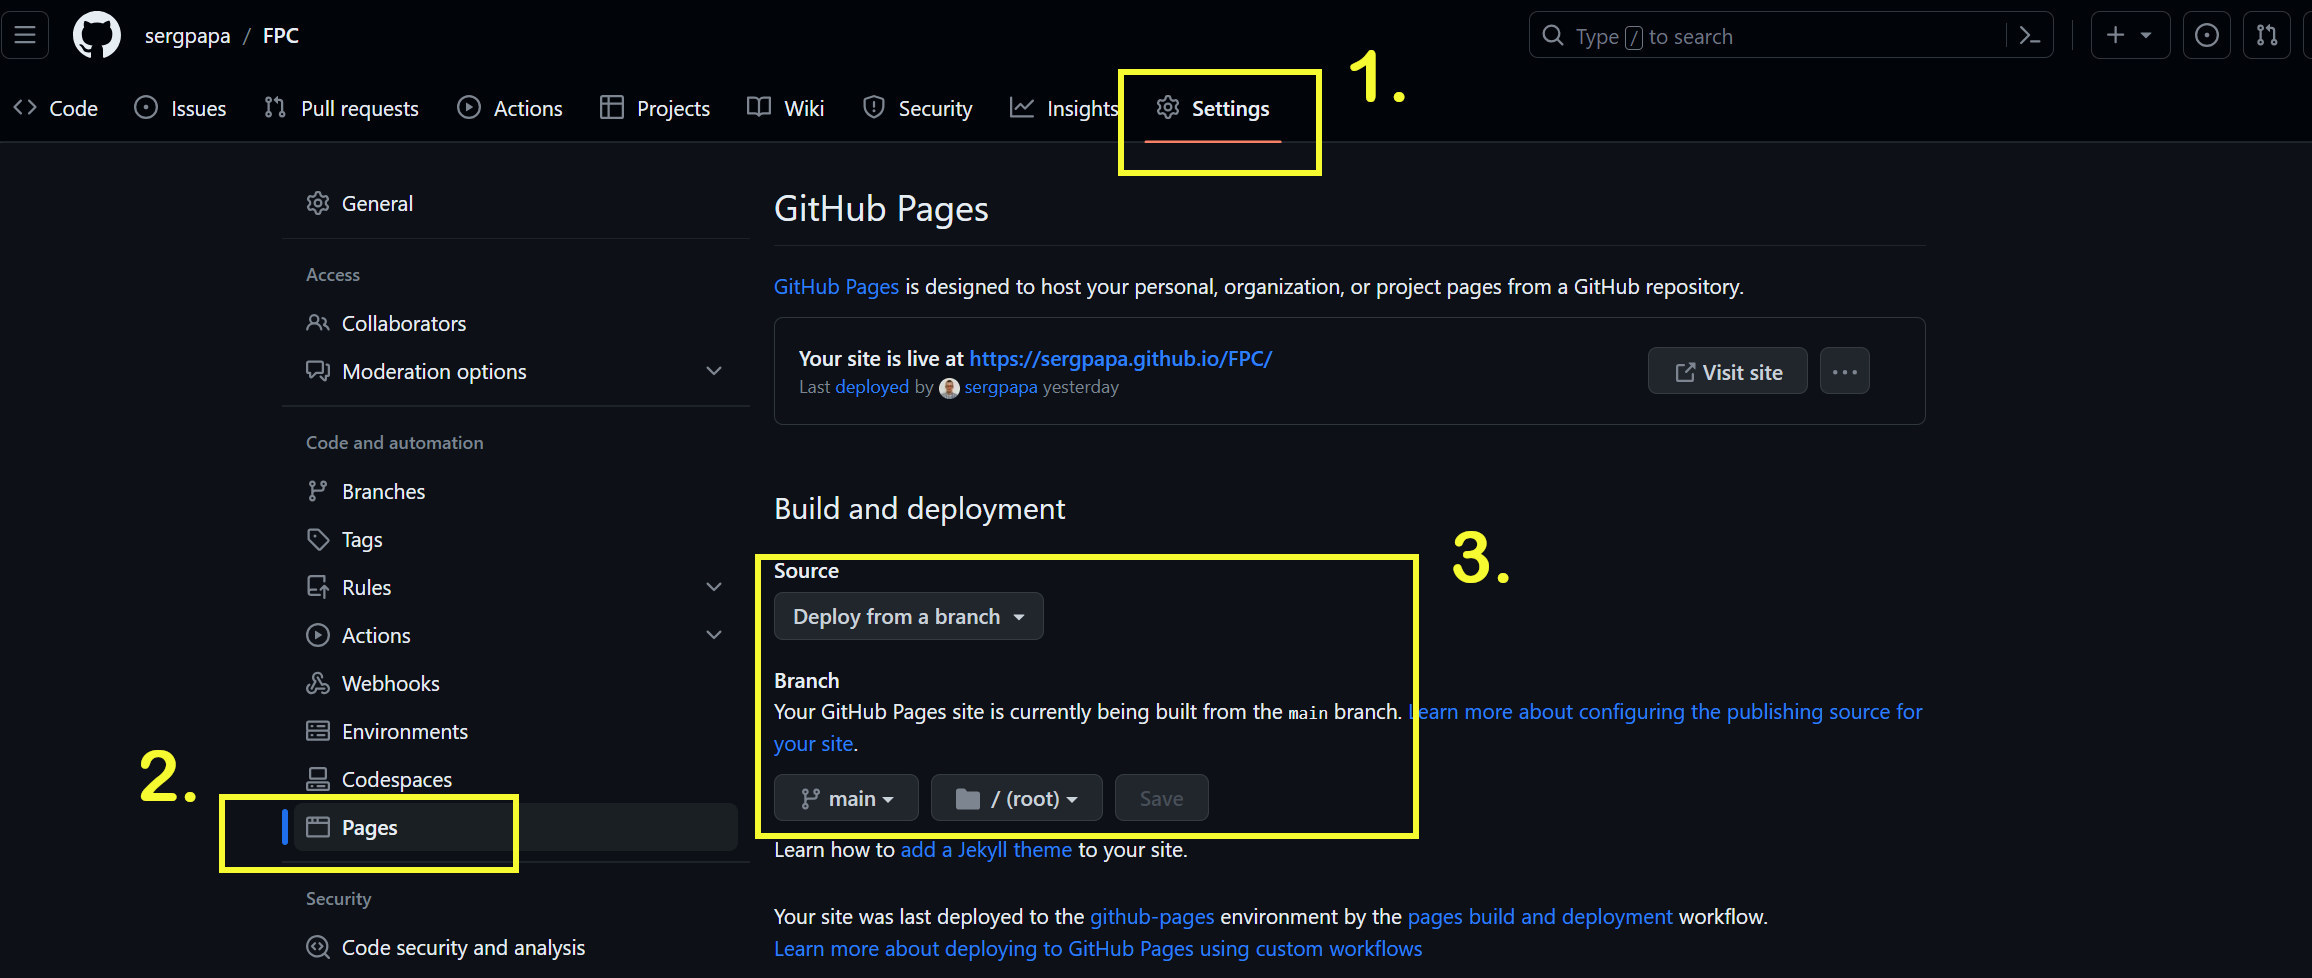 sergpapa / FPC
Type / to search
Code Issues Pull requests Actions Projects Wiki Security Insights Settings
1.
General
Access
Collaborators
Moderation options
Code and automation
Branches
Tags
Rules
Actions
Webhooks
Environments
Codespaces
2.
Pages
Security
Code security and analysis
GitHub Pages
GitHub Pages is designed to host your personal, organization, or project pages from a GitHub repository.
Your site is live at https://sergpapa.github.io/FPC/
Last deployed by sergpapa yesterday
Visit site
Build and deployment
3.
Source
Deploy from a branch
Branch
Your GitHub Pages site is currently being built from the main branch. Learn more about configuring the publishing source for
your site.
main / (root) Save
Learn how to add a Jekyll theme to your site.
Your site was last deployed to the github-pages environment by the pages build and deployment workflow.
Learn more about deploying to GitHub Pages using custom workflows